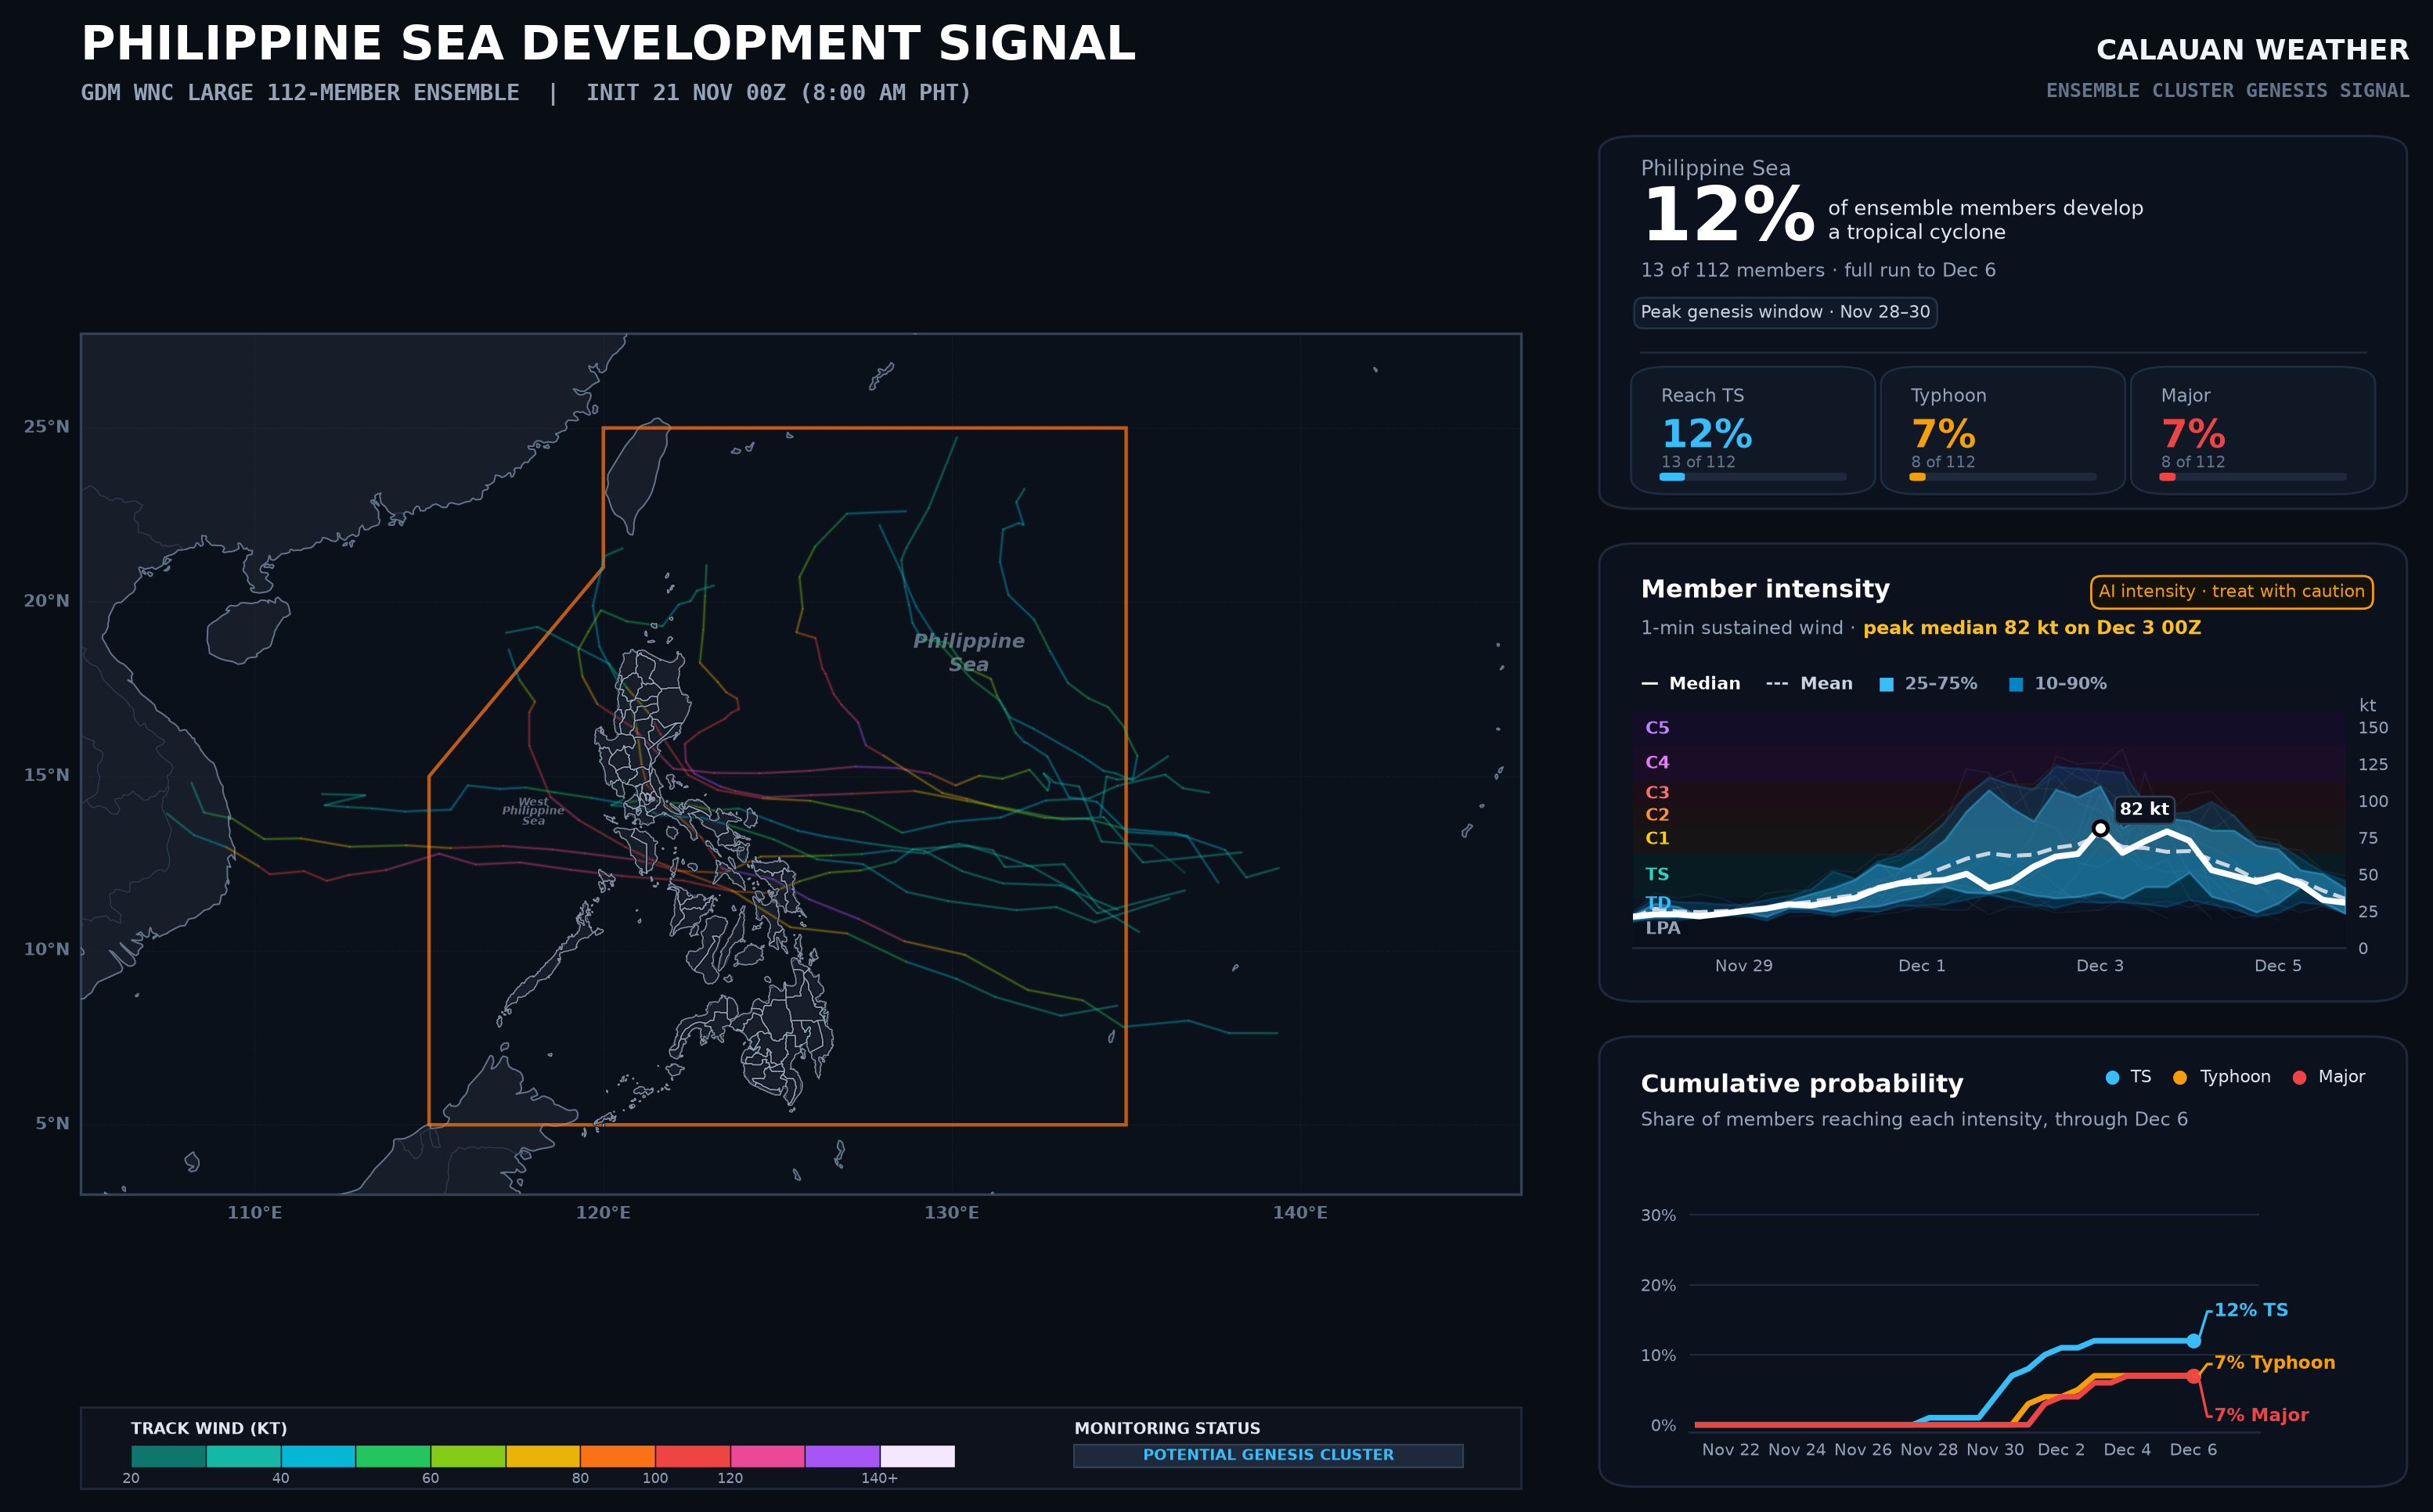 PHILIPPINE SEA DEVELOPMENT SIGNAL
GDM WNC LARGE 112-MEMBER ENSEMBLE | INIT 21 NOV 00Z (8:00 AM PHT)
CALAUAN WEATHER
ENSEMBLE CLUSTER GENESIS SIGNAL
25°N
20°N
15°N
10°N
5°N
110°E
120°E
130°E
140°E
Philippine
Sea
West
Philippine
Sea
TRACK WIND (KT)
20
40
60
80
100
120
140+
MONITORING STATUS
POTENTIAL GENESIS CLUSTER
Philippine Sea
12%
of ensemble members develop
a tropical cyclone
13 of 112 members · full run to Dec 6
Peak genesis window · Nov 28–30
Reach TS
12%
13 of 112
Typhoon
7%
8 of 112
Major
7%
8 of 112
Member intensity
AI intensity · treat with caution
1-min sustained wind · peak median 82 kt on Dec 3 00Z
Median
Mean
25–75%
10–90%
kt
C5
C4
C3
C2
C1
TS
TD
LPA
82 kt
150
125
100
75
50
25
0
Nov 29
Dec 1
Dec 3
Dec 5
Cumulative probability
TS
Typhoon
Major
Share of members reaching each intensity, through Dec 6
30%
20%
10%
0%
12% TS
7% Typhoon
7% Major
Nov 22
Nov 24
Nov 26
Nov 28
Nov 30
Dec 2
Dec 4
Dec 6